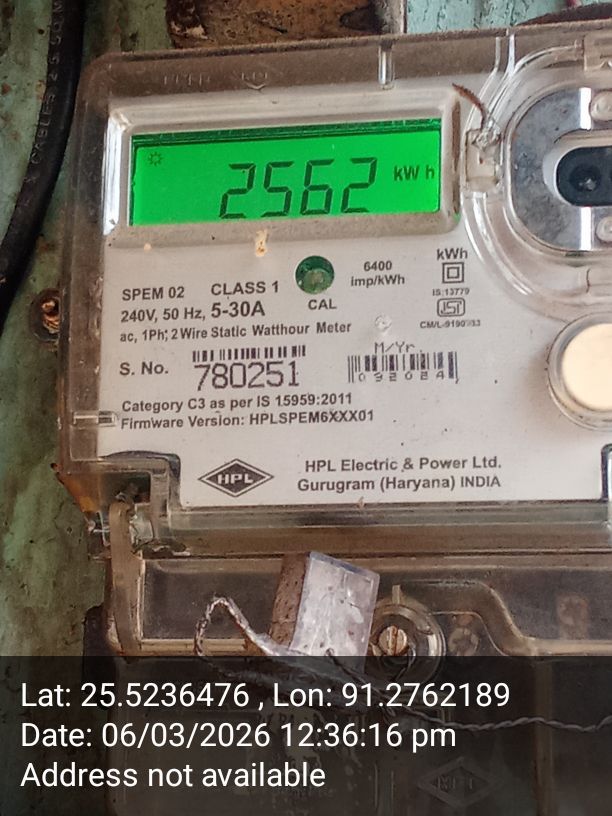 2562 kW h
SPEM 02 CLASS 1
240V, 50 Hz, 5-30A
ac, 1Ph, 2 Wire Static Watthour Meter
CAL
6400
imp/kWh
kWh
IS:13779
S. No. 780251
M/Yr
092024
Category C3 as per IS 15959:2011
Firmware Version: HPLSPEM6XXX01
HPL
HPL Electric & Power Ltd.
Gurugram (Haryana) INDIA
Lat: 25.5236476 , Lon: 91.2762189
Date: 06/03/2026 12:36:16 pm
Address not available